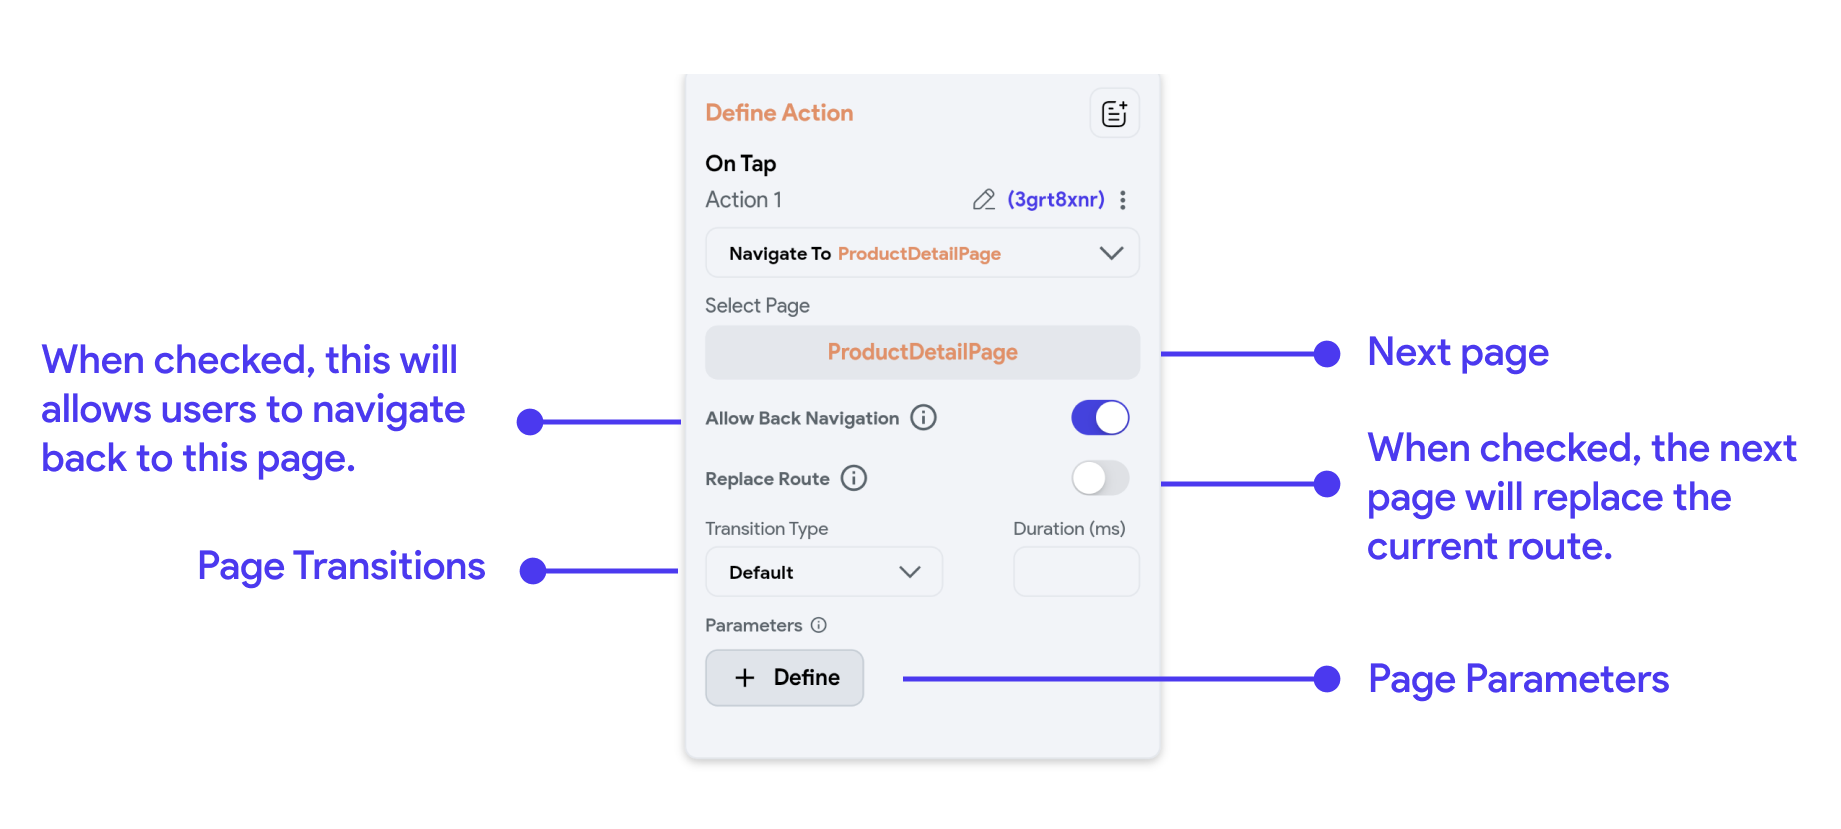 Define Action
On Tap
Action 1 (3grt8xnr)
Navigate To ProductDetailPage
Select Page
ProductDetailPage
Allow Back Navigation
Replace Route
Transition Type Duration (ms)
Default
Parameters
+ Define
When checked, this will
allows users to navigate
back to this page.
Page Transitions
Next page
When checked, the next
page will replace the
current route.
Page Parameters